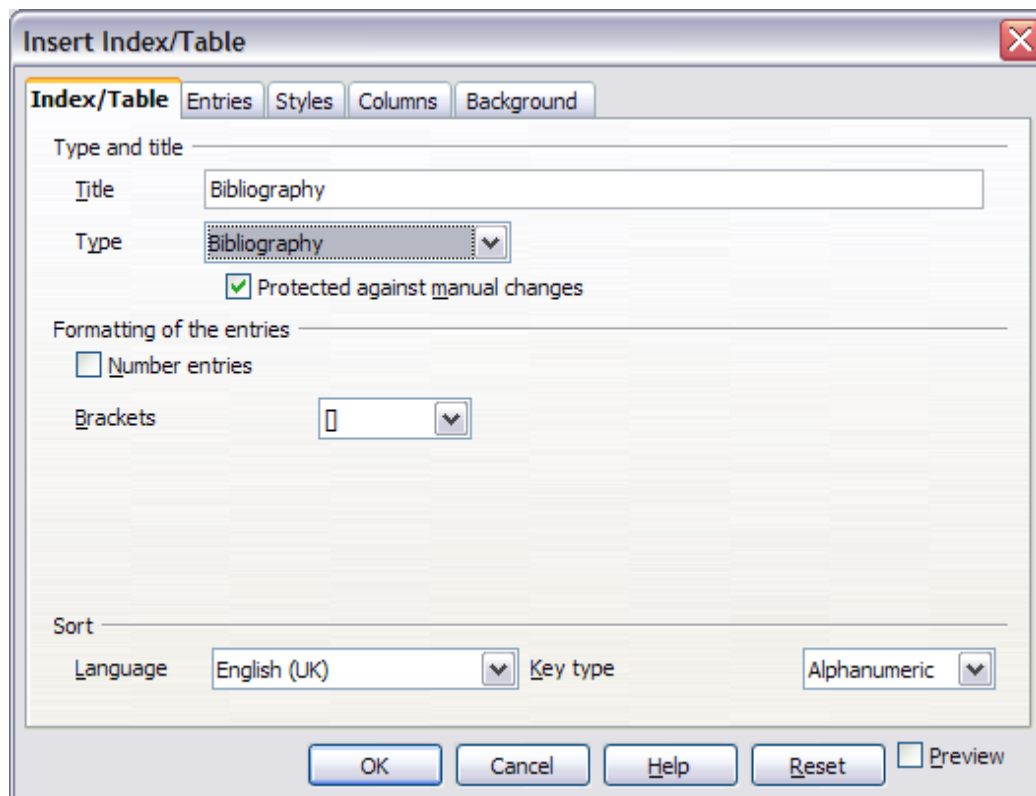 Insert Index/Table
Index/Table Entries Styles Columns Background
Type and title
Title Bibliography
Type Bibliography
Protected against manual changes
Formatting of the entries
Number entries
Brackets []
Sort
Language English (UK) Key type Alphanumeric
OK Cancel Help Reset Preview